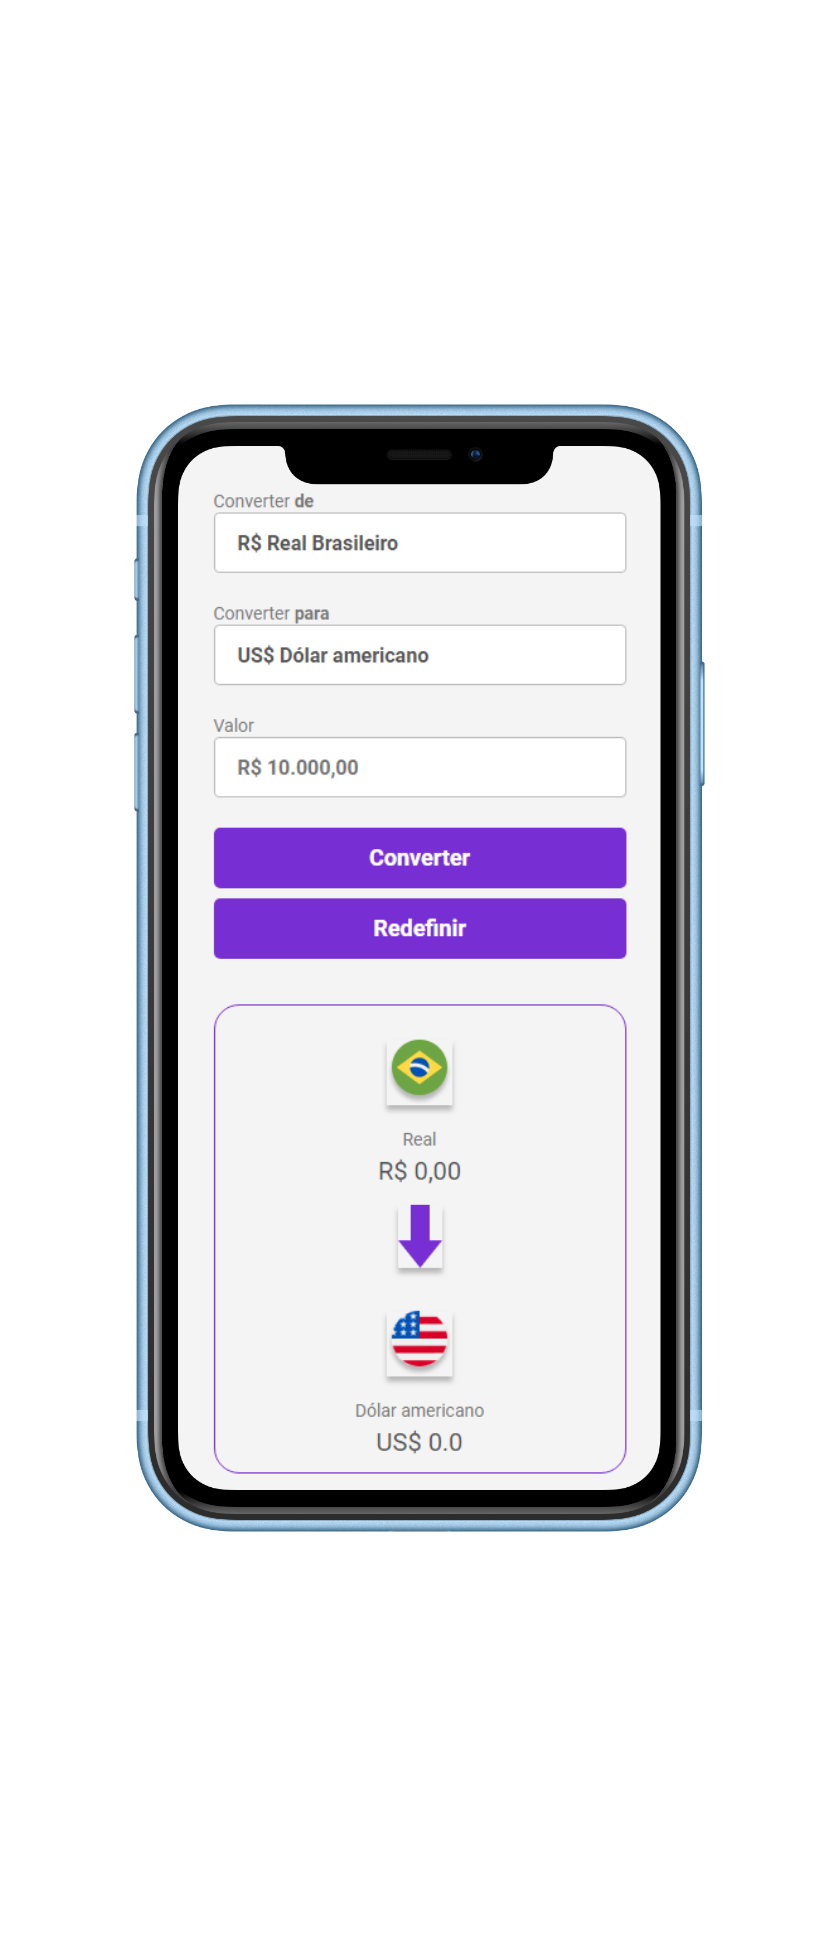 Converter de
R$ Real Brasileiro
Converter para
US$ Dólar americano
Valor
R$ 10.000,00
Converter
Redefinir
Real
R$ 0,00
Dólar americano
US$ 0.0